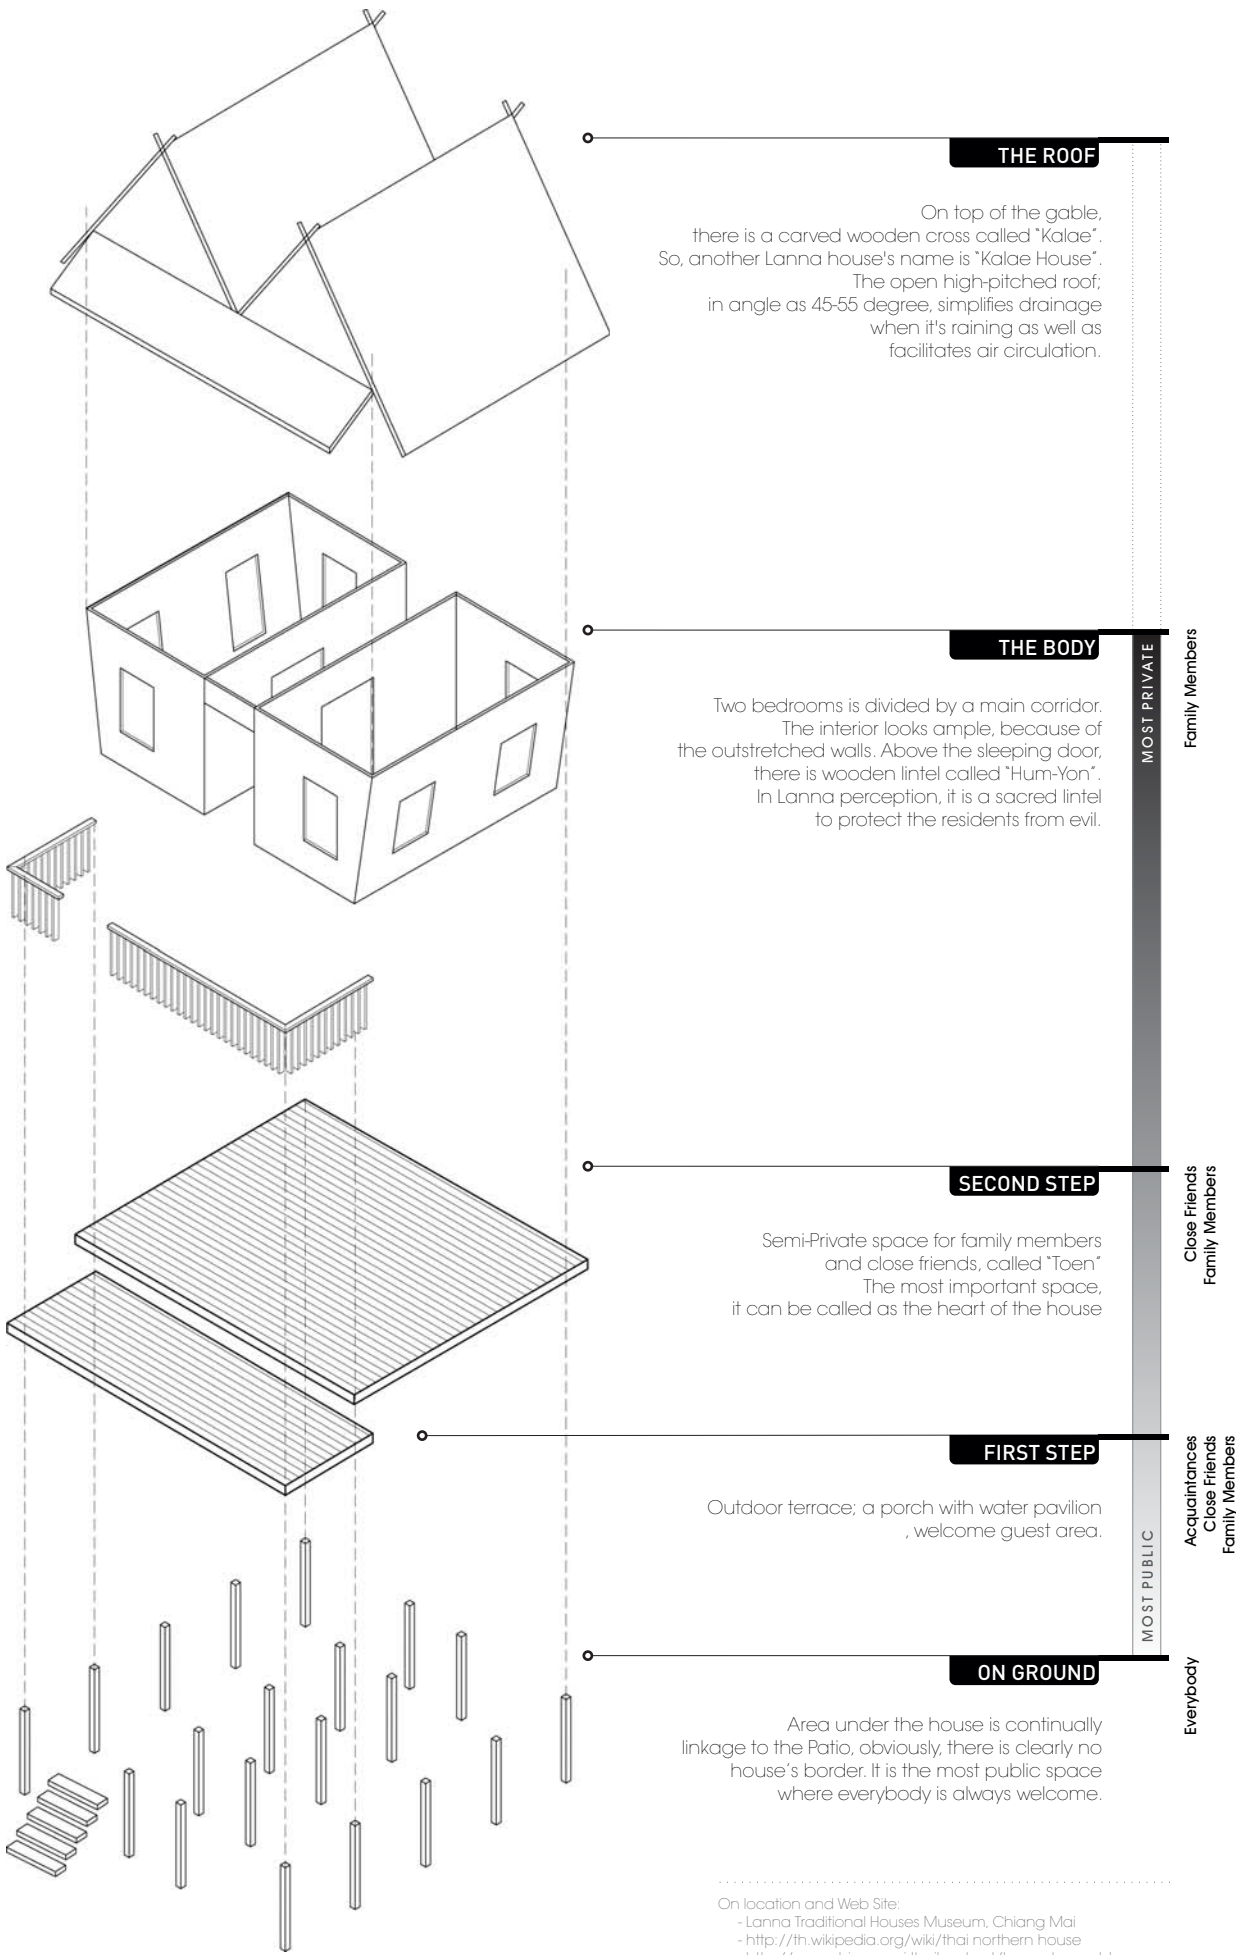 THE ROOF
On top of the gable,
there is a carved wooden cross called "Kalae".
So, another Lanna house's name is "Kalae House".
The open high-pitched roof;
in angle as 45-55 degree, simplifies drainage
when it's raining as well as
facilitates air circulation.
THE BODY
MOST PRIVATE
Family Members
Two bedrooms is divided by a main corridor.
The interior looks ample, because of
the outstretched walls. Above the sleeping door,
there is wooden lintel called "Hum-Yon".
In Lanna perception, it is a sacred lintel
to protect the residents from evil.
SECOND STEP
Close Friends
Family Members
Semi-Private space for family members
and close friends, called "Toen"
The most important space,
it can be called as the heart of the house
FIRST STEP
Acquaintances
Close Friends
Family Members
Outdoor terrace; a porch with water pavilion
, welcome guest area.
MOST PUBLIC
ON GROUND
Everybody
Area under the house is continually
linkage to the Patio, obviously, there is clearly no
house's border. It is the most public space
where everybody is always welcome.
On location and Web Site:
- Lanna Traditional Houses Museum, Chiang Mai
- http://th.wikipedia.org/wiki/thai northern house